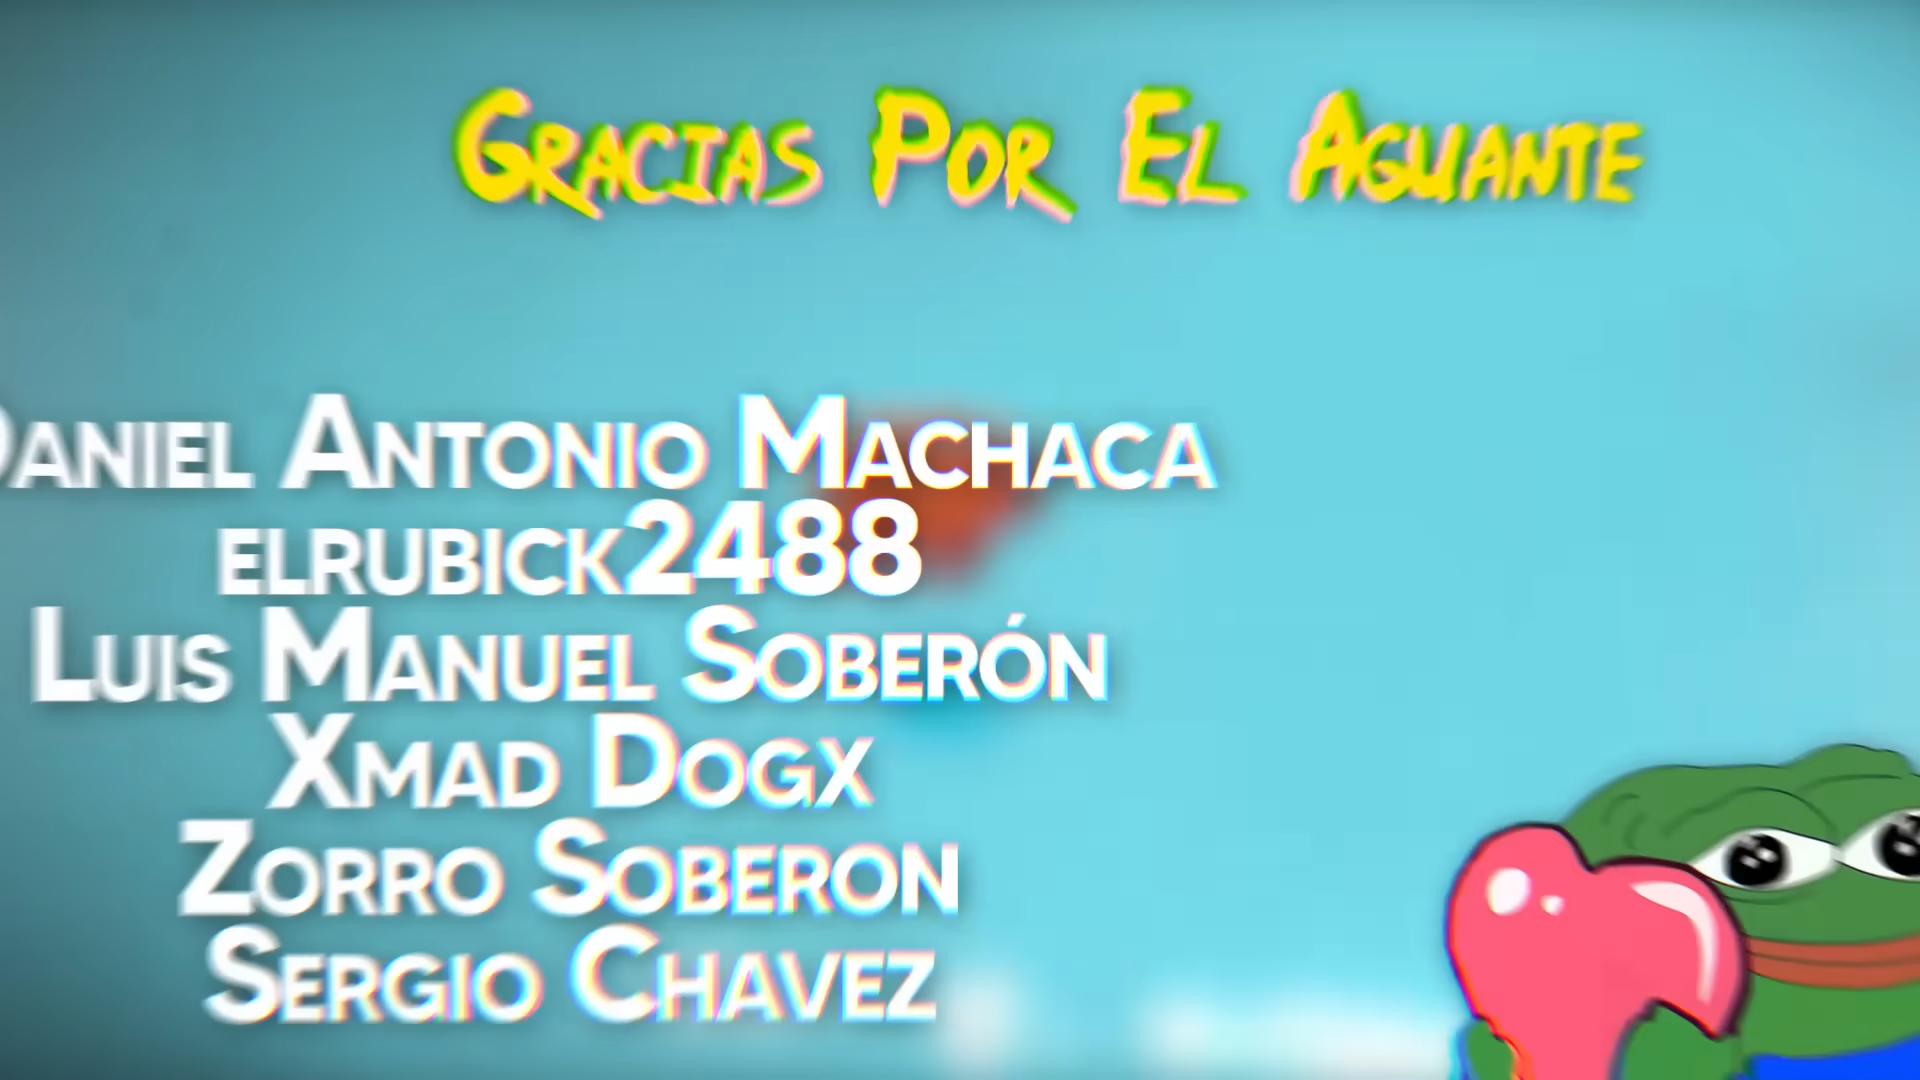 Gracias Por El Aguante
Daniel Antonio Machaca
elrubick2488
Luis Manuel Soberón
Xmad Dogx
Zorro Soberon
Sergio Chavez